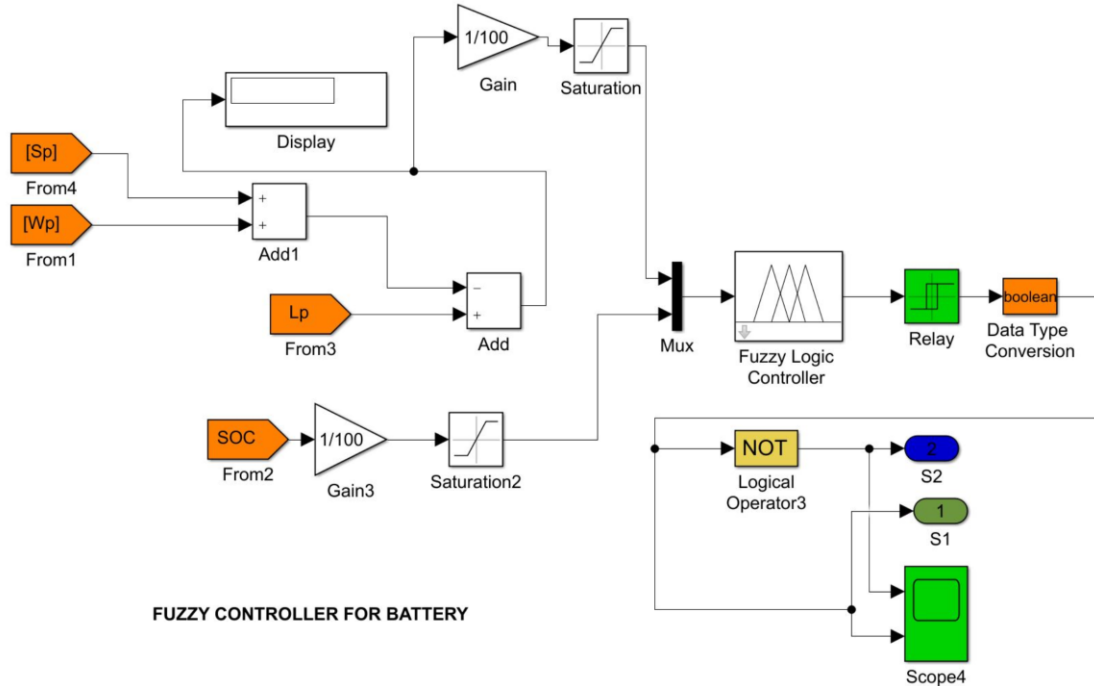 1/100
Gain
Saturation
Display
[Sp]
From4
[Wp]
From1
+
+
Add1
Lp
From3
−
+
Add
Mux
Fuzzy Logic
Controller
Relay
boolean
Data Type
Conversion
SOC
From2
1/100
Gain3
Saturation2
NOT
Logical
Operator3
2
S2
1
S1
Scope4
FUZZY CONTROLLER FOR BATTERY